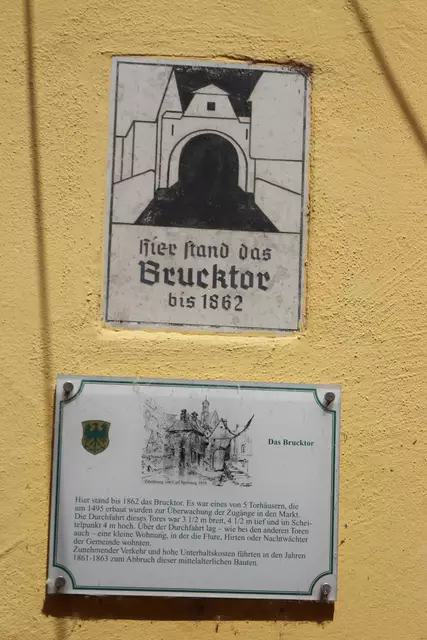 Hier stand das
Brucktor
bis 1862
Das Brucktor
Hier stand bis 1862 das Brucktor. Es war eines von 5 Torhäusern, die
um 1495 erbaut wurden zur Überwachung der Zugänge in den Markt.
Die Durchfahrt dieses Tores war 3 1/2 m breit, 4 1/2 m tief und im Schei-
telpunkt 4 m hoch. Über der Durchfahrt lag – wie bei den anderen Toren
auch – eine kleine Wohnung, in der die Flure, Hirten oder Nachtwächter
der Gemeinde wohnten.
Zunehmender Verkehr und hohe Unterhaltskosten führten in den Jahren
1861-1863 zum Abbruch dieser mittelalterlichen Bauten.